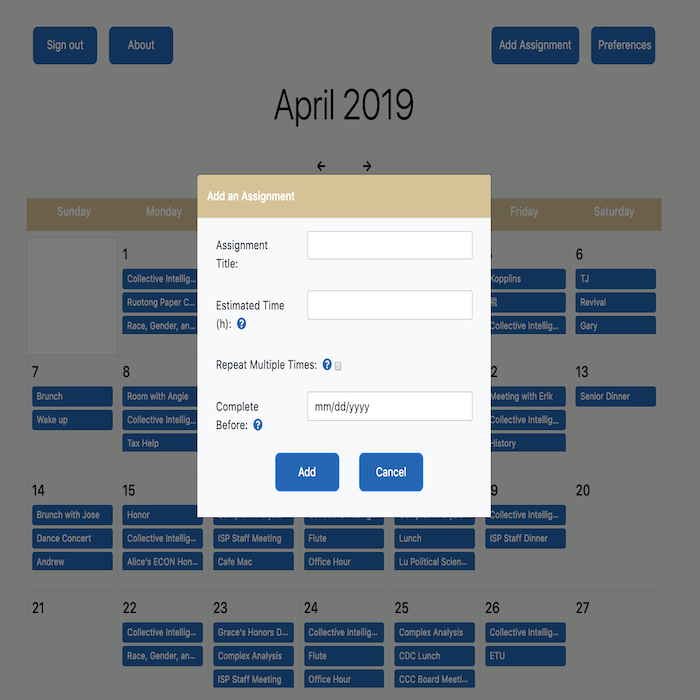 Sign out
About
Add Assignment
Preferences
April 2019
Sunday
Monday
Friday
Saturday
Add an Assignment
Assignment
Title:
Estimated Time
(h):
Repeat Multiple Times:
Complete
Before:
mm/dd/yyyy
Add
Cancel
1
Collective Intellig...
Ruotong Paper C...
Race, Gender, an...
Kopplins
Collective Intellig...
6
TJ
Revival
Gary
7
Brunch
Wake up
8
Room with Angie
Collective Intellig...
Tax Help
2
Meeting with Erik
Collective Intellig...
History
13
Senior Dinner
14
Brunch with Jose
Dance Concert
Andrew
15
Honor
Collective Intellig...
Alice's ECON Hon...
ISP Staff Meeting
Cafe Mac
Flute
Office Hour
Lunch
Lu Political Scien...
9
Collective Intellig...
ISP Staff Dinner
20
21
22
Collective Intellig...
Race, Gender, an...
23
Grace's Honors D...
Complex Analysis
ISP Staff Meeting
24
Collective Intellig...
Flute
Office Hour
25
Complex Analysis
CDC Lunch
CCC Board Meeti...
26
Collective Intellig...
ETU
27